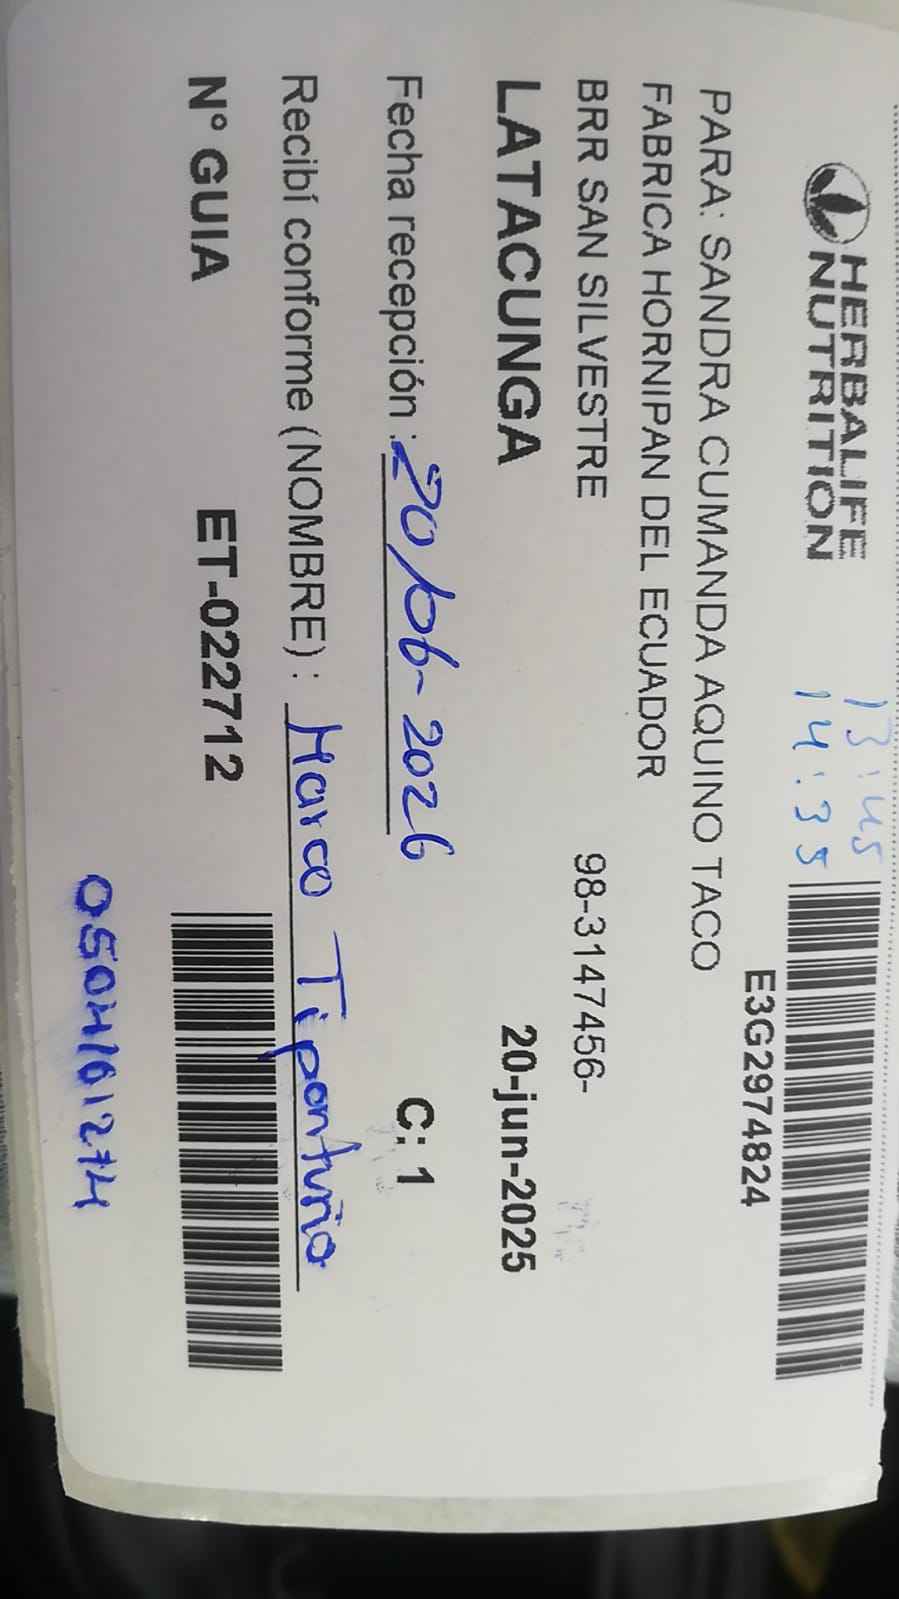 HERBALIFE
NUTRITION
13:45
14:35
E3G2974824
PARA: SANDRA CUMANDA AQUINO TACO
FABRICA HORNIPAN DEL ECUADOR
BRR SAN SILVESTRE 98-3147456-
LATACUNGA 20-jun-2025
Fecha recepción : 20/06-2026
C: 1
Recibí conforme (NOMBRE) : Marco Tipantuña
N° GUIA ET-022712
0504161274